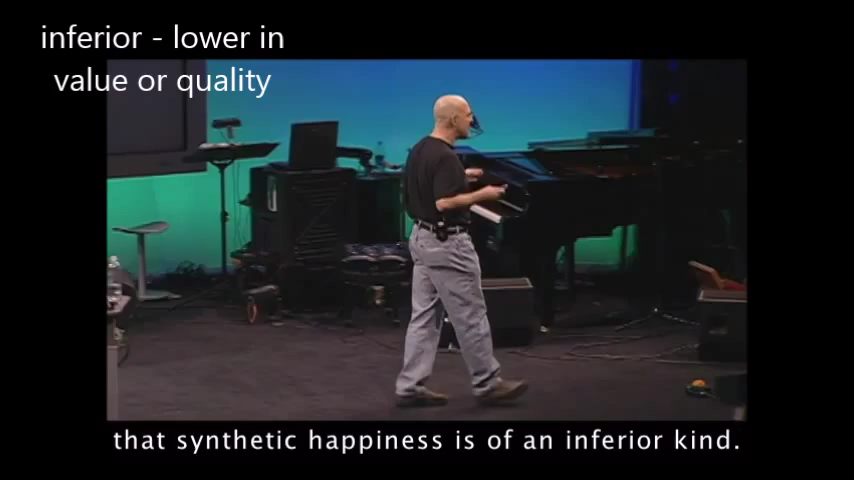 inferior - lower in
value or quality
that synthetic happiness is of an inferior kind.